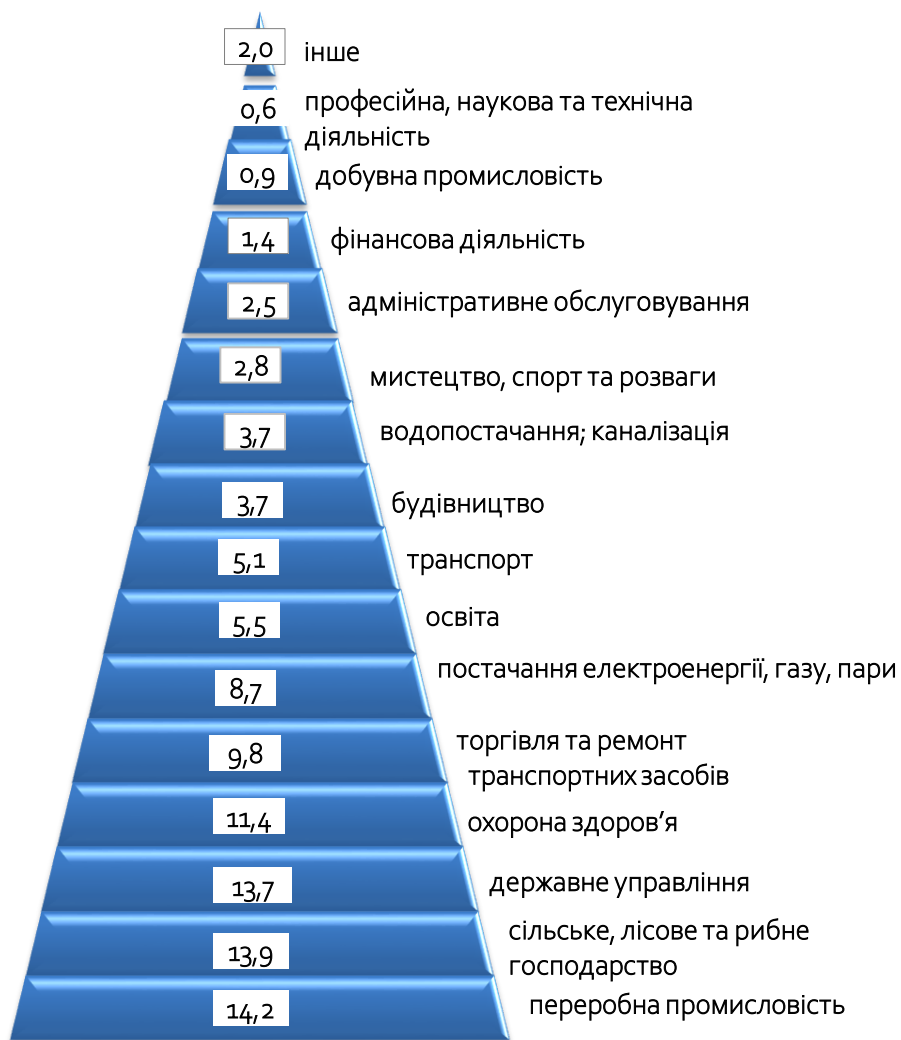 2,0 інше
0,6 професійна, наукова та технічна
діяльність
0,9 добувна промисловість
1,4 фінансова діяльність
2,5 адміністративне обслуговування
2,8 мистецтво, спорт та розваги
3,7 водопостачання; каналізація
3,7 будівництво
5,1 транспорт
5,5 освіта
8,7 постачання електроенергії, газу, пари
9,8 торгівля та ремонт
транспортних засобів
11,4 охорона здоров’я
13,7 державне управління
13,9 сільське, лісове та рибне
господарство
14,2 переробна промисловість